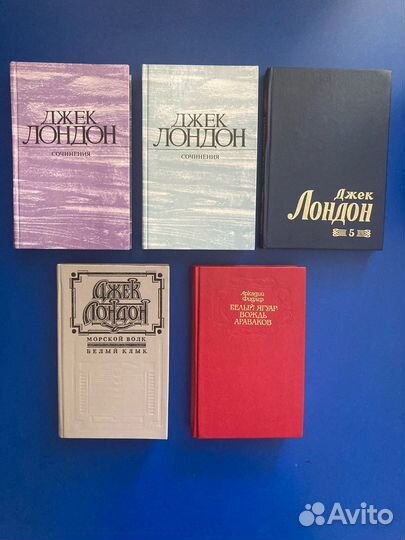 ДЖЕК
ЛОНДОН
СОЧИНЕНИЯ
ДЖЕК
ЛОНДОН
СОЧИНЕНИЯ
Джек
Лондон
5
ДЖЕК
ЛОНДОН
МОРСКОЙ ВОЛК
БЕЛЫЙ КЛЫК
Аркадий
Фидлер
БЕЛЫЙ ЯГУАР
ВОЖДЬ
АРАВАКОВ
Avito